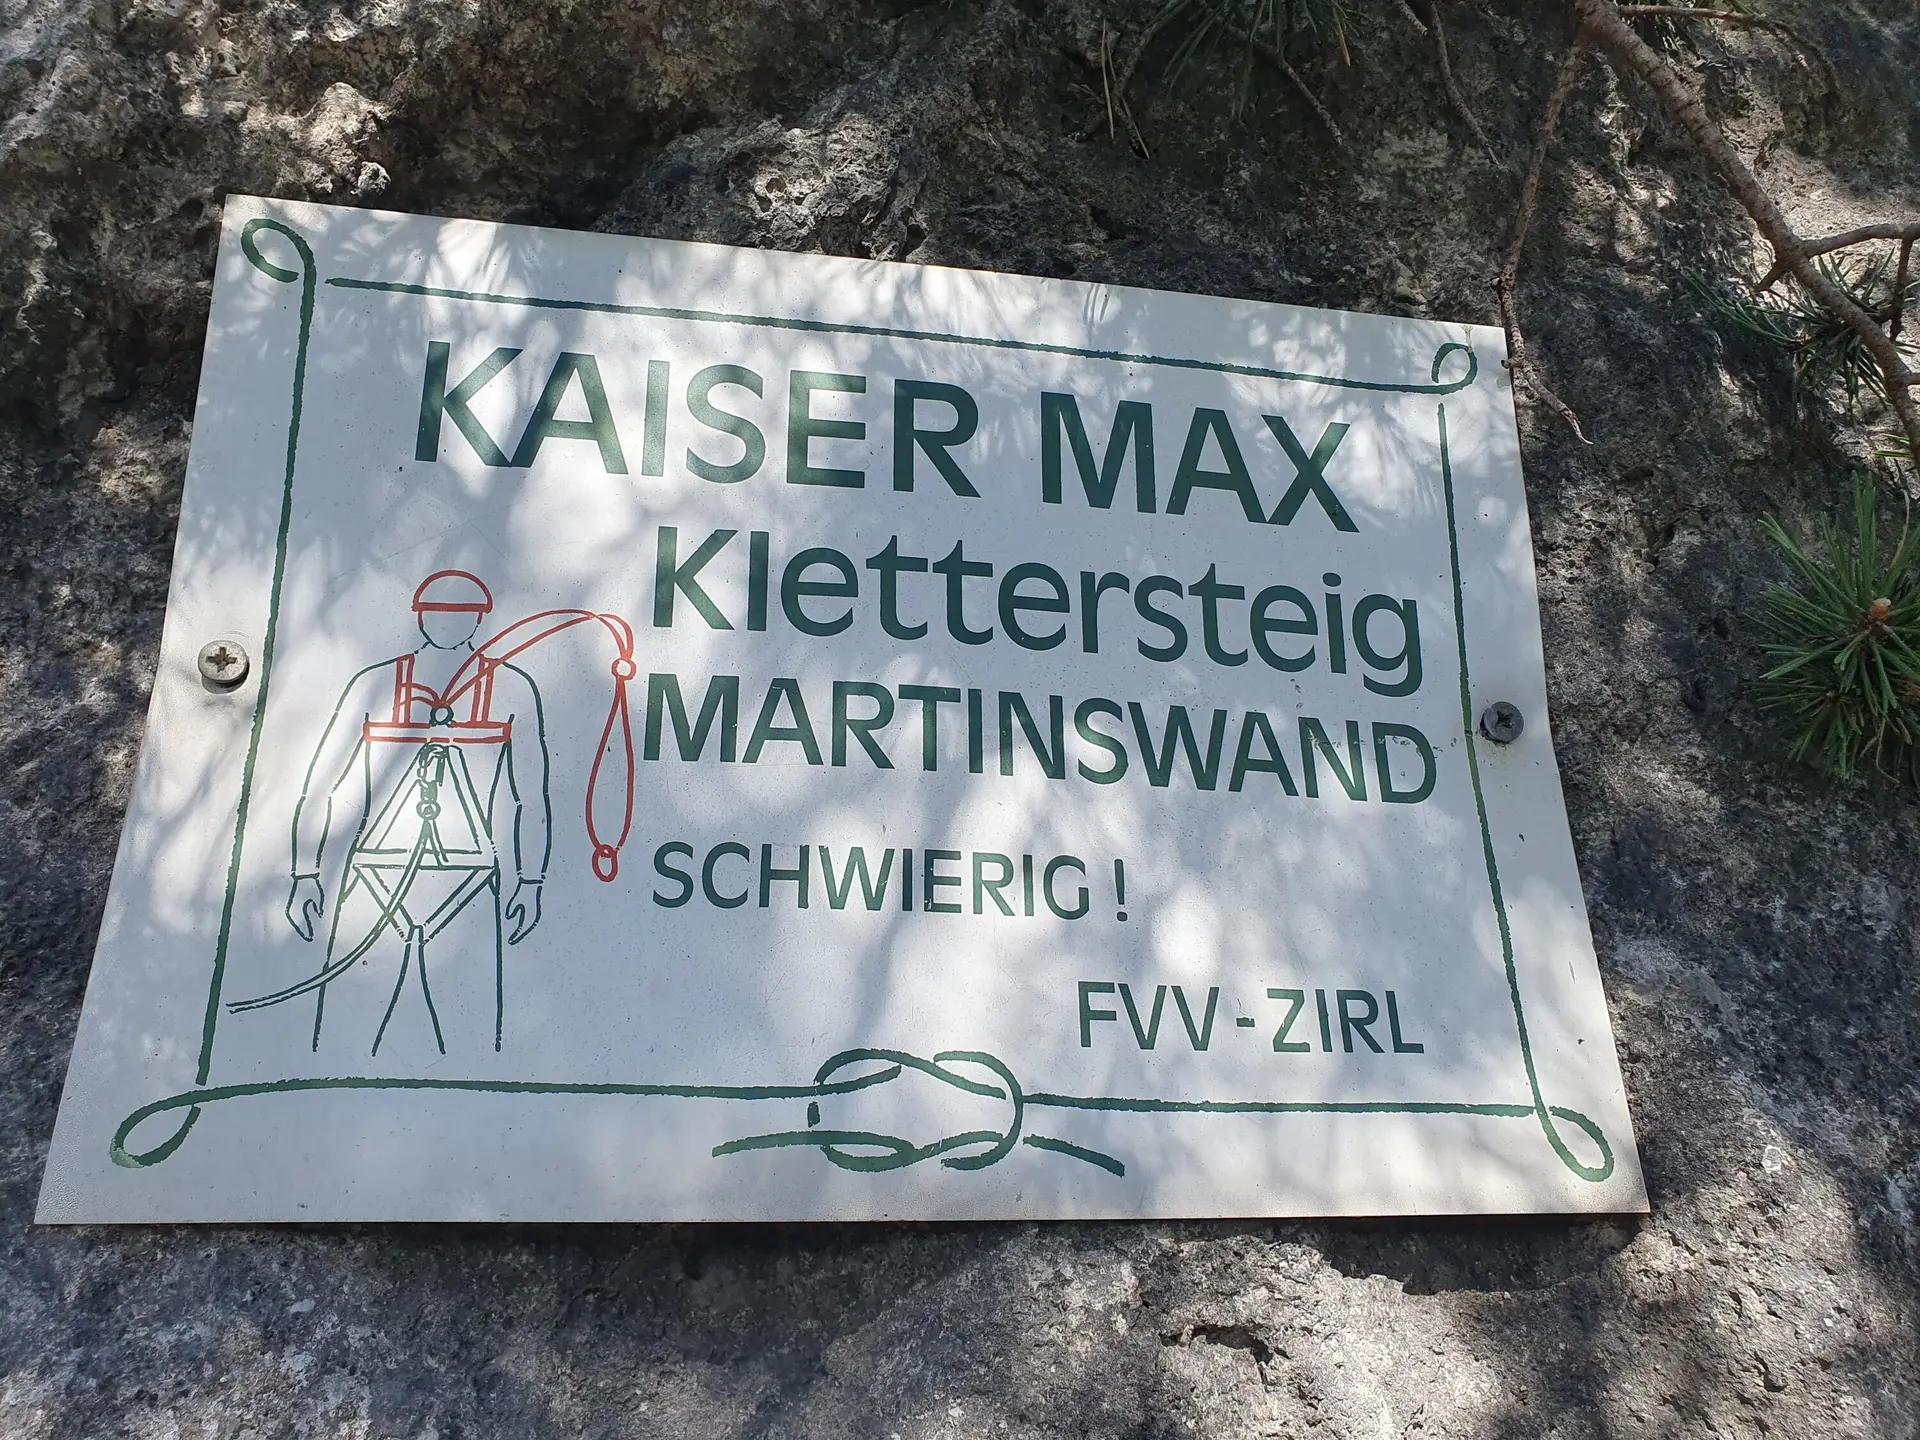 KAISER MAX
Klettersteig
MARTINSWAND
SCHWIERIG!
FVV-ZIRL